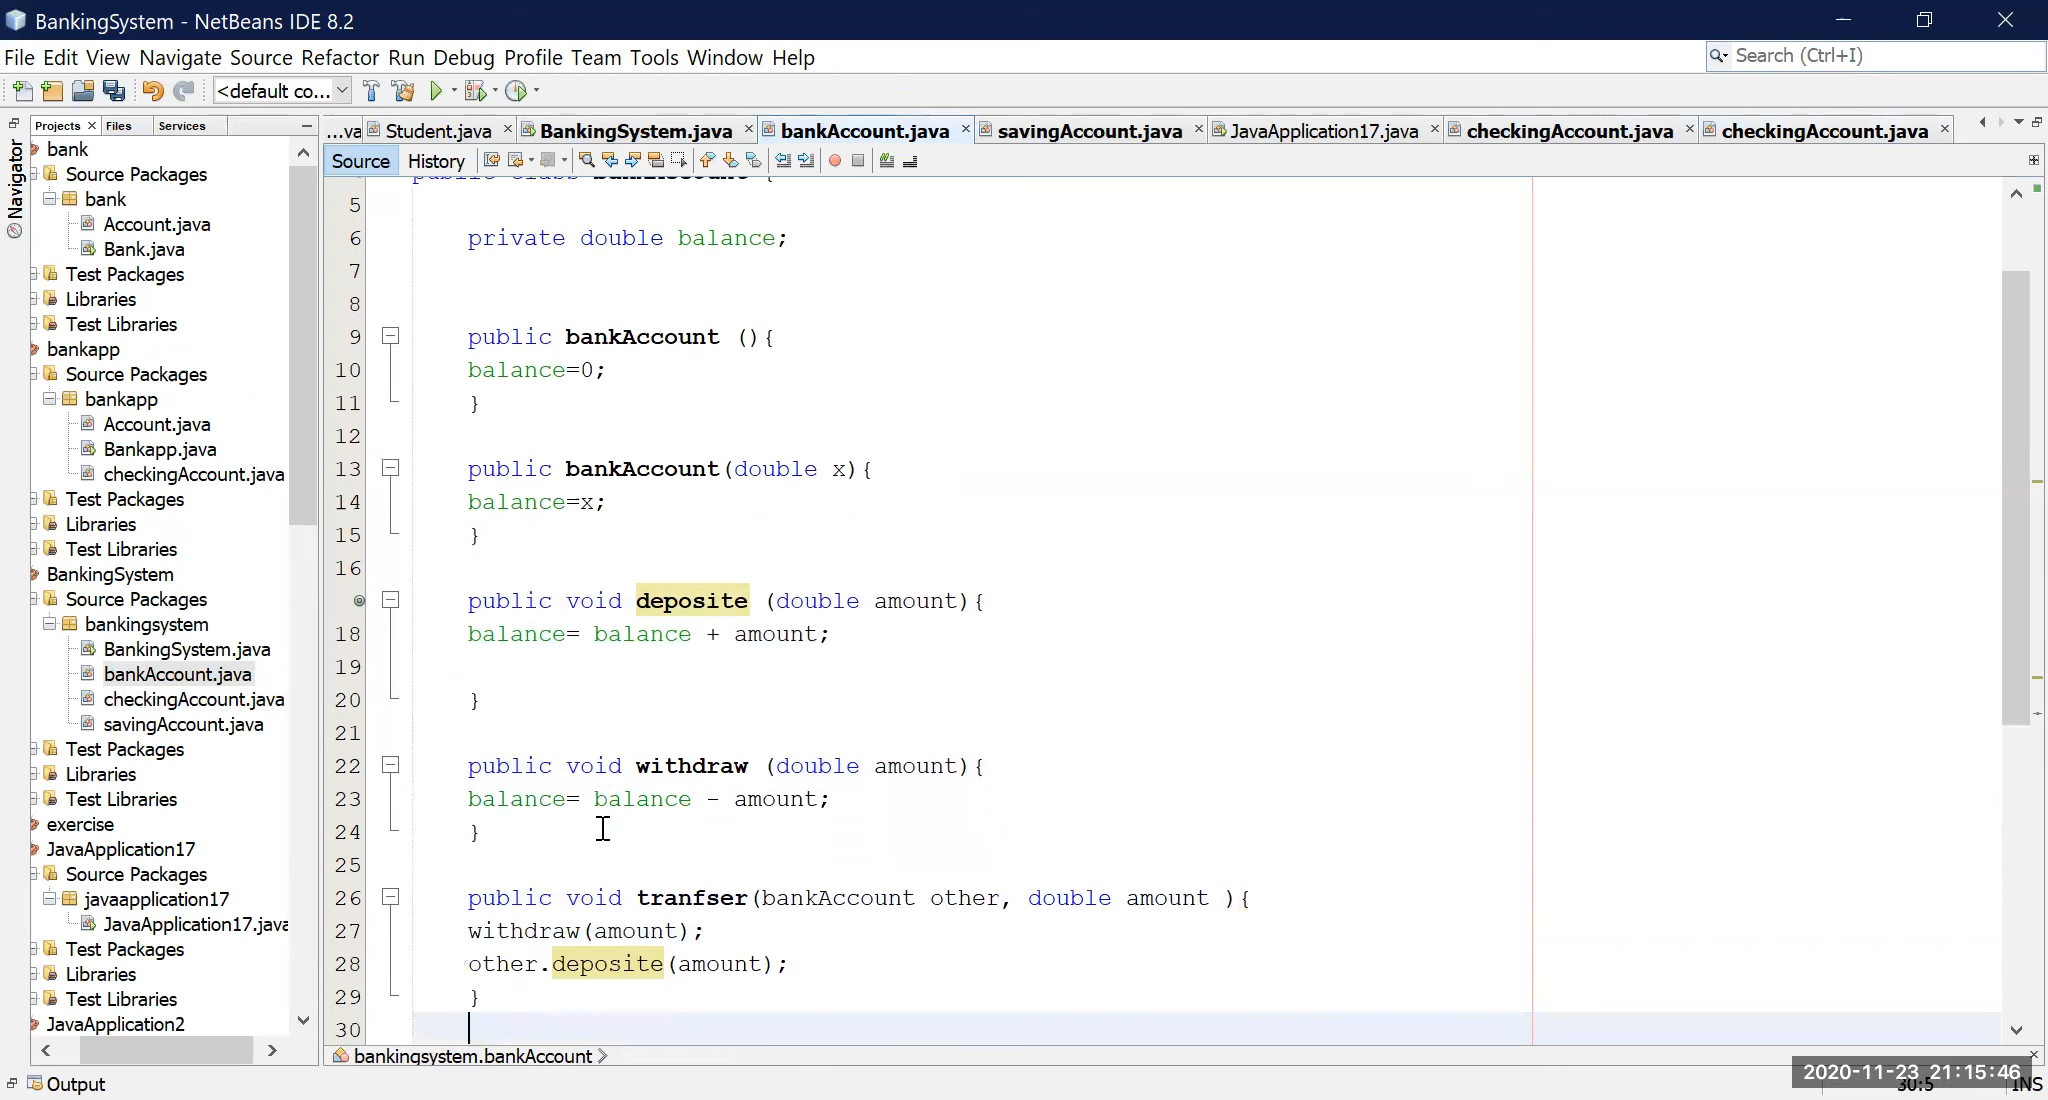 BankingSystem - NetBeans IDE 8.2
File Edit View Navigate Source Refactor Run Debug Profile Team Tools Window Help
Search (Ctrl+I)
<default co...
Projects Files Services
...va Student.java BankingSystem.java bankAccount.java savingAccount.java JavaApplication17.java checkingAccount.java checkingAccount.java
Source History
Navigator
bank
Source Packages
bank
Account.java
Bank.java
Test Packages
Libraries
Test Libraries
bankapp
Source Packages
bankapp
Account.java
Bankapp.java
checkingAccount.java
Test Packages
Libraries
Test Libraries
BankingSystem
Source Packages
bankingsystem
BankingSystem.java
bankAccount.java
checkingAccount.java
savingAccount.java
Test Packages
Libraries
Test Libraries
exercise
JavaApplication17
Source Packages
javaapplication17
JavaApplication17.java
Test Packages
Libraries
Test Libraries
JavaApplication2
5
6 private double balance;
7
8
9 public bankAccount (){
10 balance=0;
11 }
12
13 public bankAccount(double x){
14 balance=x;
15 }
16
public void deposite (double amount){
18 balance= balance + amount;
19
20 }
21
22 public void withdraw (double amount){
23 balance= balance - amount;
24 }
25
26 public void tranfser(bankAccount other, double amount ){
27 withdraw(amount);
28 other.deposite(amount);
29 }
30
bankingsystem.bankAccount
Output
2020-11-23 21:15:46
30:5 INS